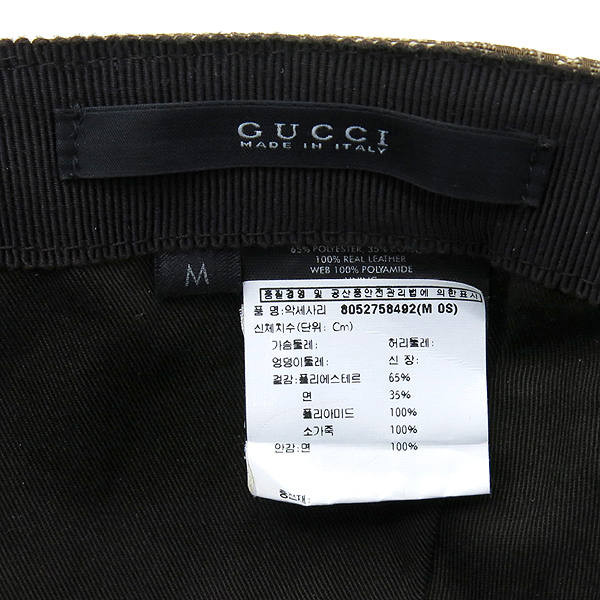 GUCCI
MADE IN ITALY
M
65% POLYESTER, 35%
100% REAL LEATHER
WEB 100% POLYAMIDE
품질경영 및 공산품안전관리법에 의한표시
품 명:악세사리 8052758492(M 0S)
신체치수(단위: Cm)
가슴둘레: 허리둘레:
엉덩이둘레: 신 장:
겉감:폴리에스테르 65%
면 35%
폴리아미드 100%
소가죽 100%
안감:면 100%